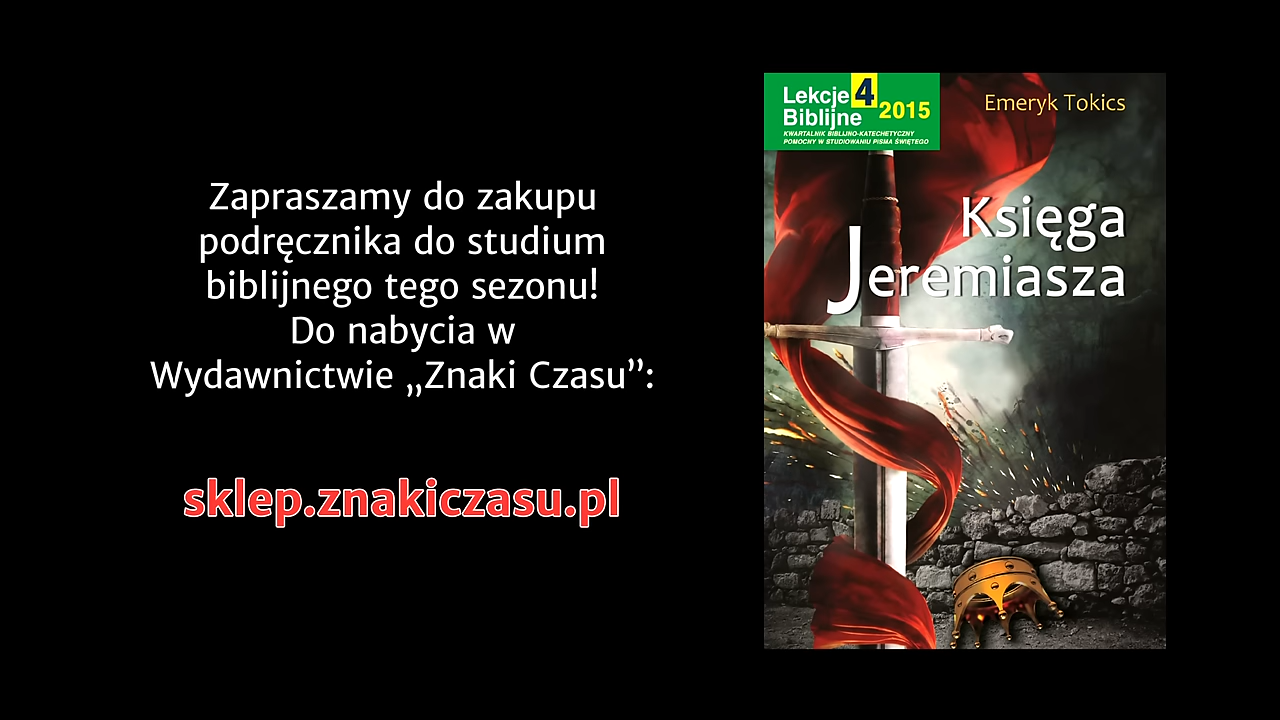 Zapraszamy do zakupu
podręcznika do studium
biblijnego tego sezonu!
Do nabycia w
Wydawnictwie „Znaki Czasu”:
sklep.znakiczasu.pl
Lekcje 4 2015
Biblijne
KWARTALNIK BIBLIJNO-KATECHETYCZNY
POMOCNY W STUDIOWANIU PISMA ŚWIĘTEGO
Emeryk Tokics
Księga
Jeremiasza